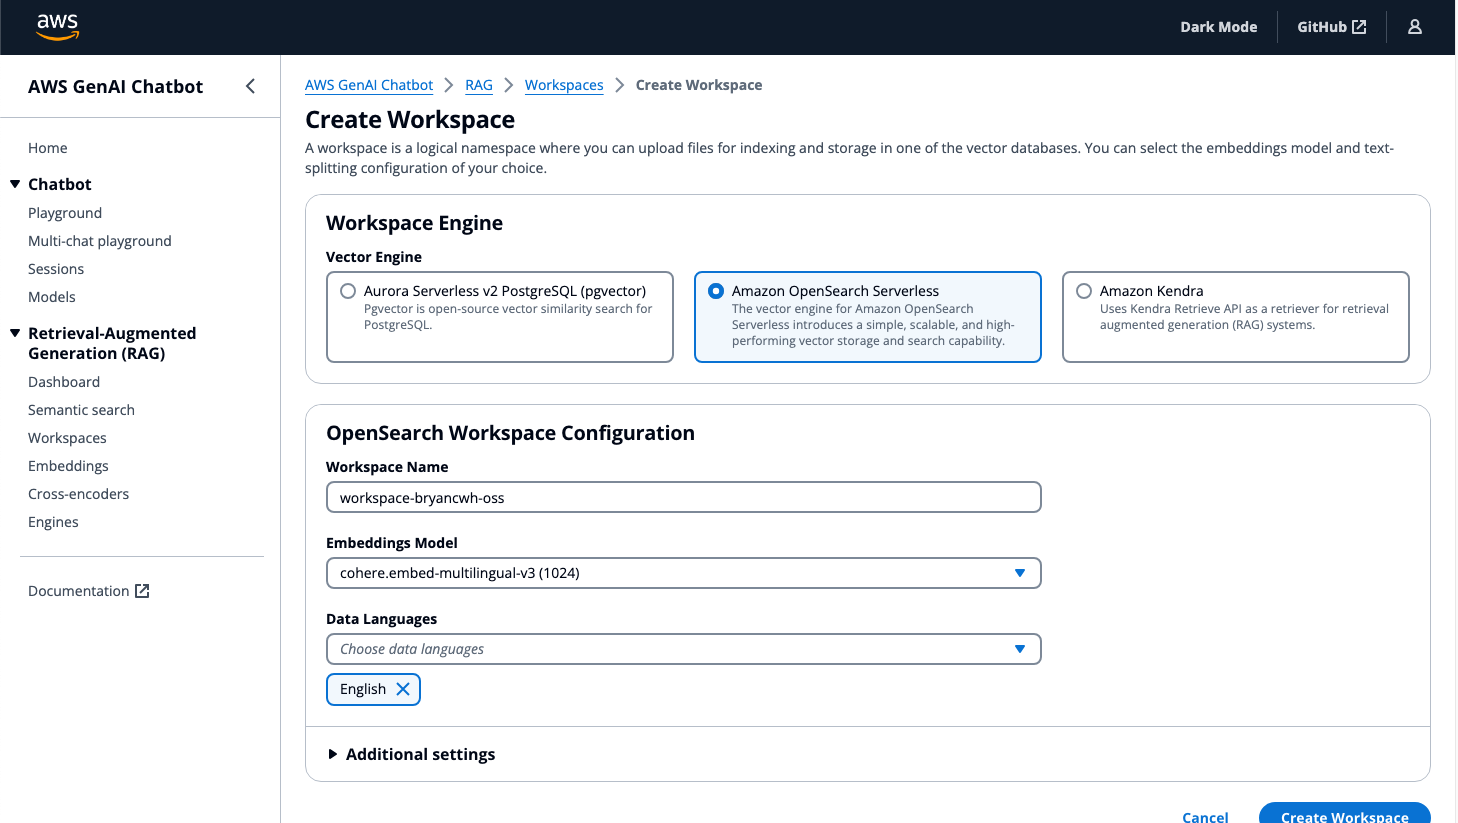 aws
Dark Mode
GitHub
AWS GenAI Chatbot
Home
Chatbot
Playground
Multi-chat playground
Sessions
Models
Retrieval-Augmented
Generation (RAG)
Dashboard
Semantic search
Workspaces
Embeddings
Cross-encoders
Engines
Documentation
AWS GenAI Chatbot
RAG
Workspaces
Create Workspace
Create Workspace
A workspace is a logical namespace where you can upload files for indexing and storage in one of the vector databases. You can select the embeddings model and text-
splitting configuration of your choice.
Workspace Engine
Vector Engine
Aurora Serverless v2 PostgreSQL (pgvector)
Pgvector is open-source vector similarity search for
PostgreSQL.
Amazon OpenSearch Serverless
The vector engine for Amazon OpenSearch
Serverless introduces a simple, scalable, and high-
performing vector storage and search capability.
Amazon Kendra
Uses Kendra Retrieve API as a retriever for retrieval
augmented generation (RAG) systems.
OpenSearch Workspace Configuration
Workspace Name
workspace-bryancwh-oss
Embeddings Model
cohere.embed-multilingual-v3 (1024)
Data Languages
Choose data languages
English
Additional settings
Cancel
Create Workspace